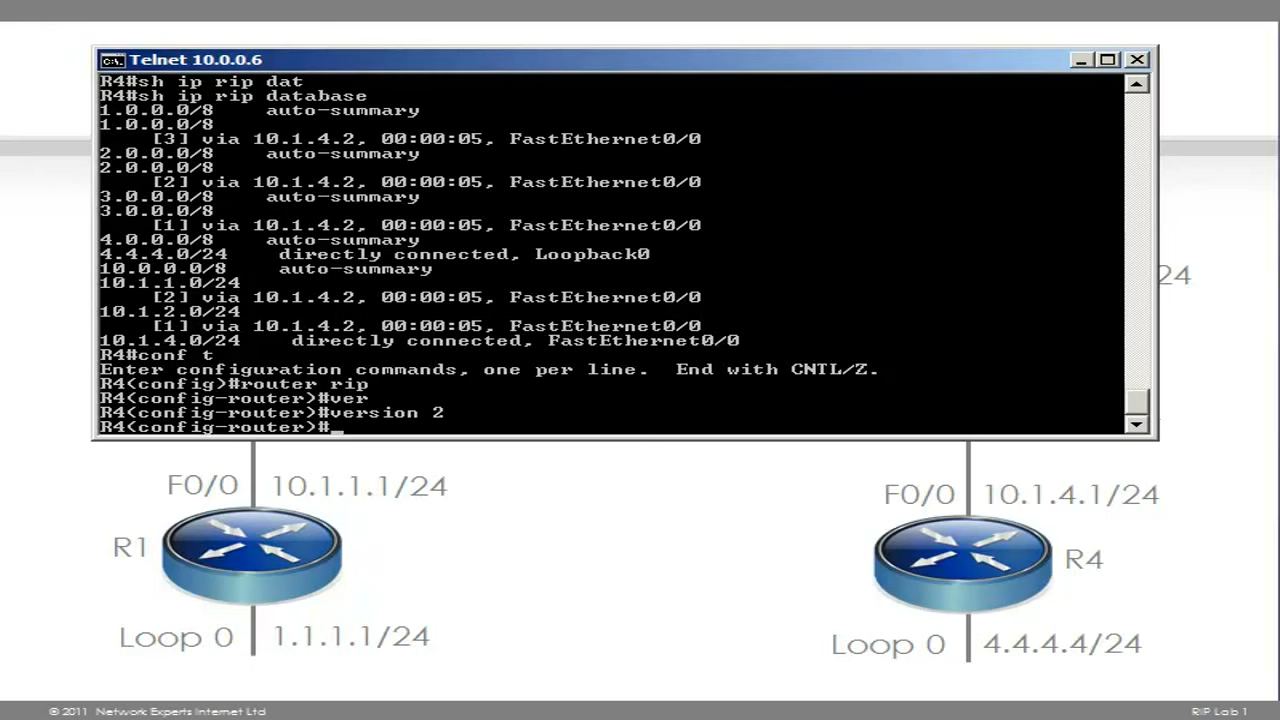 Telnet 10.0.0.6
R4#sh ip rip dat
R4#sh ip rip database
1.0.0.0/8    auto-summary
1.0.0.0/8
    [3] via 10.1.4.2, 00:00:05, FastEthernet0/0
2.0.0.0/8    auto-summary
2.0.0.0/8
    [2] via 10.1.4.2, 00:00:05, FastEthernet0/0
3.0.0.0/8    auto-summary
3.0.0.0/8
    [1] via 10.1.4.2, 00:00:05, FastEthernet0/0
4.0.0.0/8    auto-summary
4.4.4.0/24    directly connected, Loopback0
10.0.0.0/8    auto-summary
10.1.1.0/24
    [2] via 10.1.4.2, 00:00:05, FastEthernet0/0
10.1.2.0/24
    [1] via 10.1.4.2, 00:00:05, FastEthernet0/0
10.1.4.0/24    directly connected, FastEthernet0/0
R4#conf t
Enter configuration commands, one per line.  End with CNTL/Z.
R4(config)#router rip
R4(config-router)#ver
R4(config-router)#version 2
R4(config-router)#_
24
F0/0 10.1.1.1/24
R1
Loop 0 1.1.1.1/24
F0/0 10.1.4.1/24
R4
Loop 0 4.4.4.4/24
© 2011 Network Experts Internet Ltd
RIP Lab 1